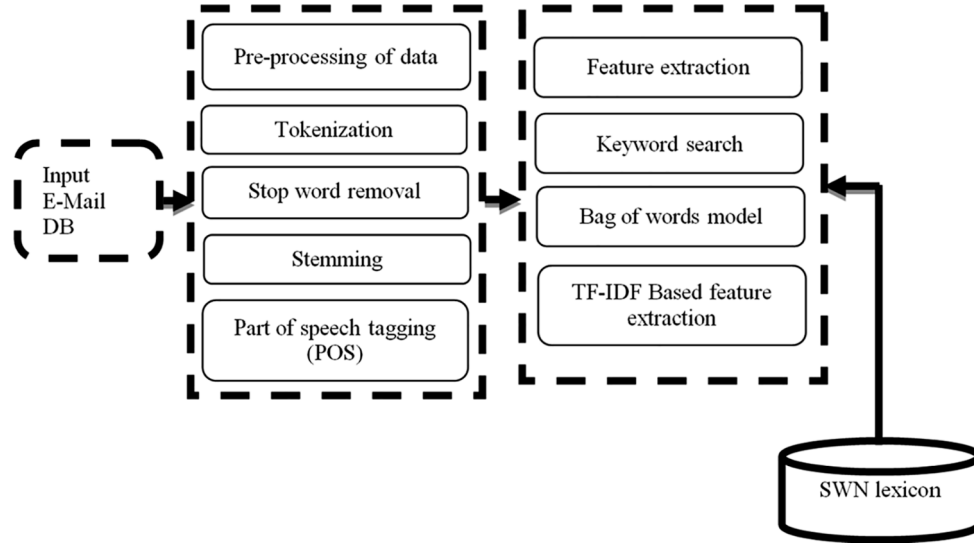 Input
E-Mail
DB
Pre-processing of data
Tokenization
Stop word removal
Stemming
Part of speech tagging
(POS)
Feature extraction
Keyword search
Bag of words model
TF-IDF Based feature
extraction
SWN lexicon